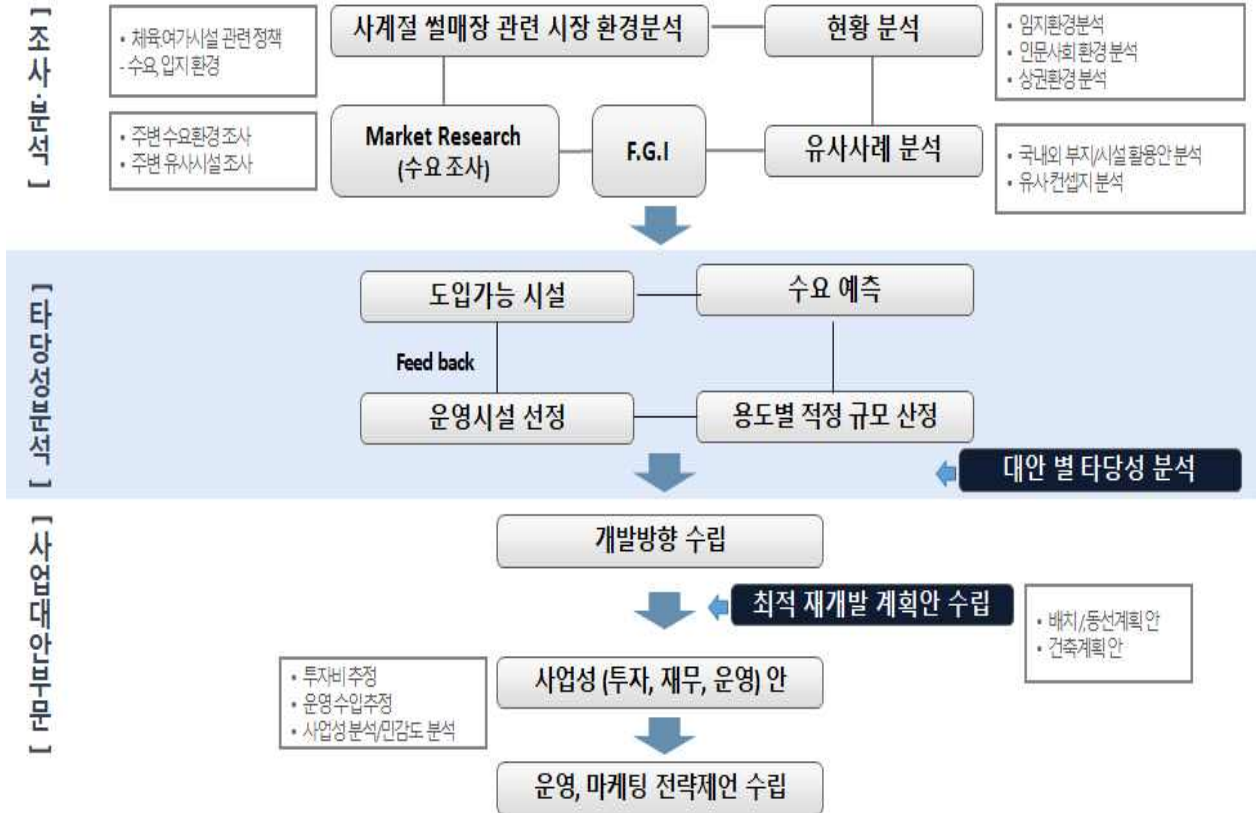 [조사·분석]
• 체육·여가시설 관련 정책
- 수요, 입지 환경
사계절 썰매장 관련 시장 환경분석
현황 분석
• 임지환경분석
• 인문사회 환경 분석
• 상권환경 분석
• 주변 수요환경 조사
• 주변 유사시설 조사
Market Research
(수요 조사)
F.G.I
유사사례 분석
• 국내외 부지/시설 활용안 분석
• 유사 컨셉지 분석
[타당성분석]
도입가능 시설
수요 예측
Feed back
운영시설 선정
용도별 적정 규모 산정
대안 별 타당성 분석
[사업대안부문]
개발방향 수립
최적 재개발 계획안 수립
• 배치/동선계획 안
• 건축계획 안
• 투자비 추정
• 운영 수입추정
• 사업성 분석/민감도 분석
사업성 (투자, 재무, 운영) 안
운영, 마케팅 전략제언 수립